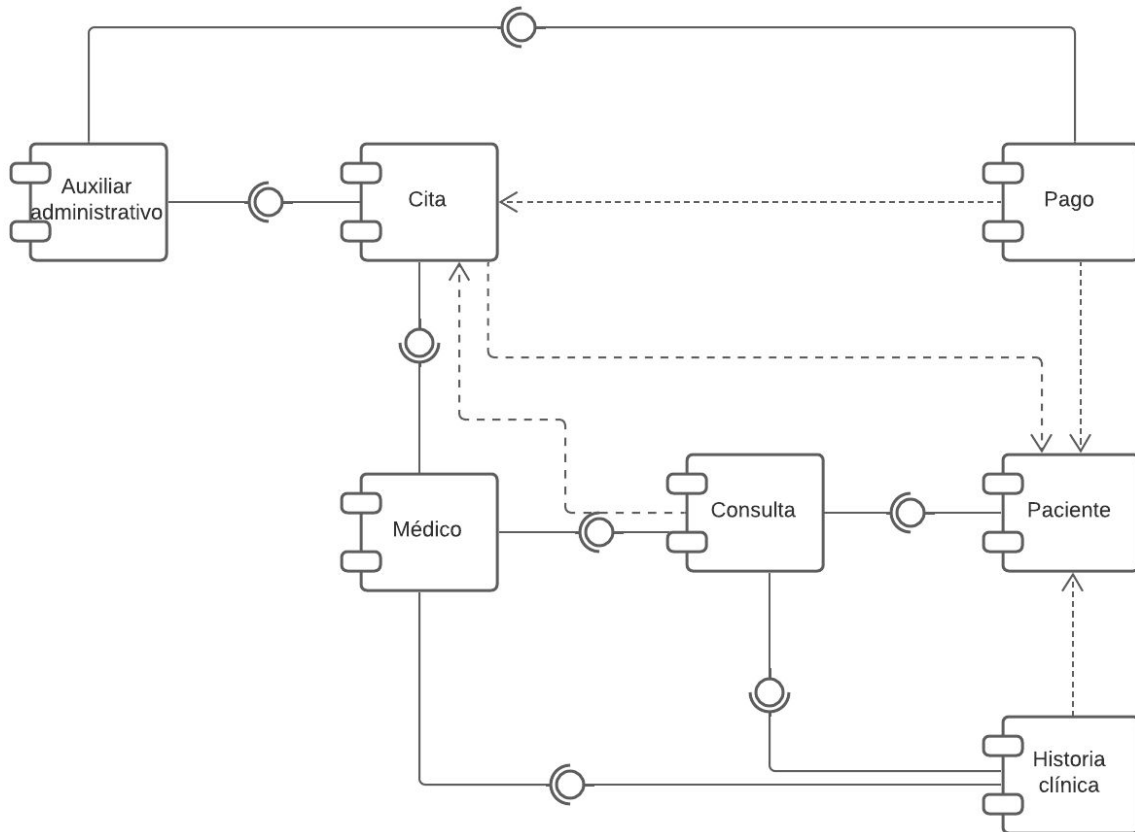 Auxiliar
administrativo
Cita
Pago
Médico
Consulta
Paciente
Historia
clínica